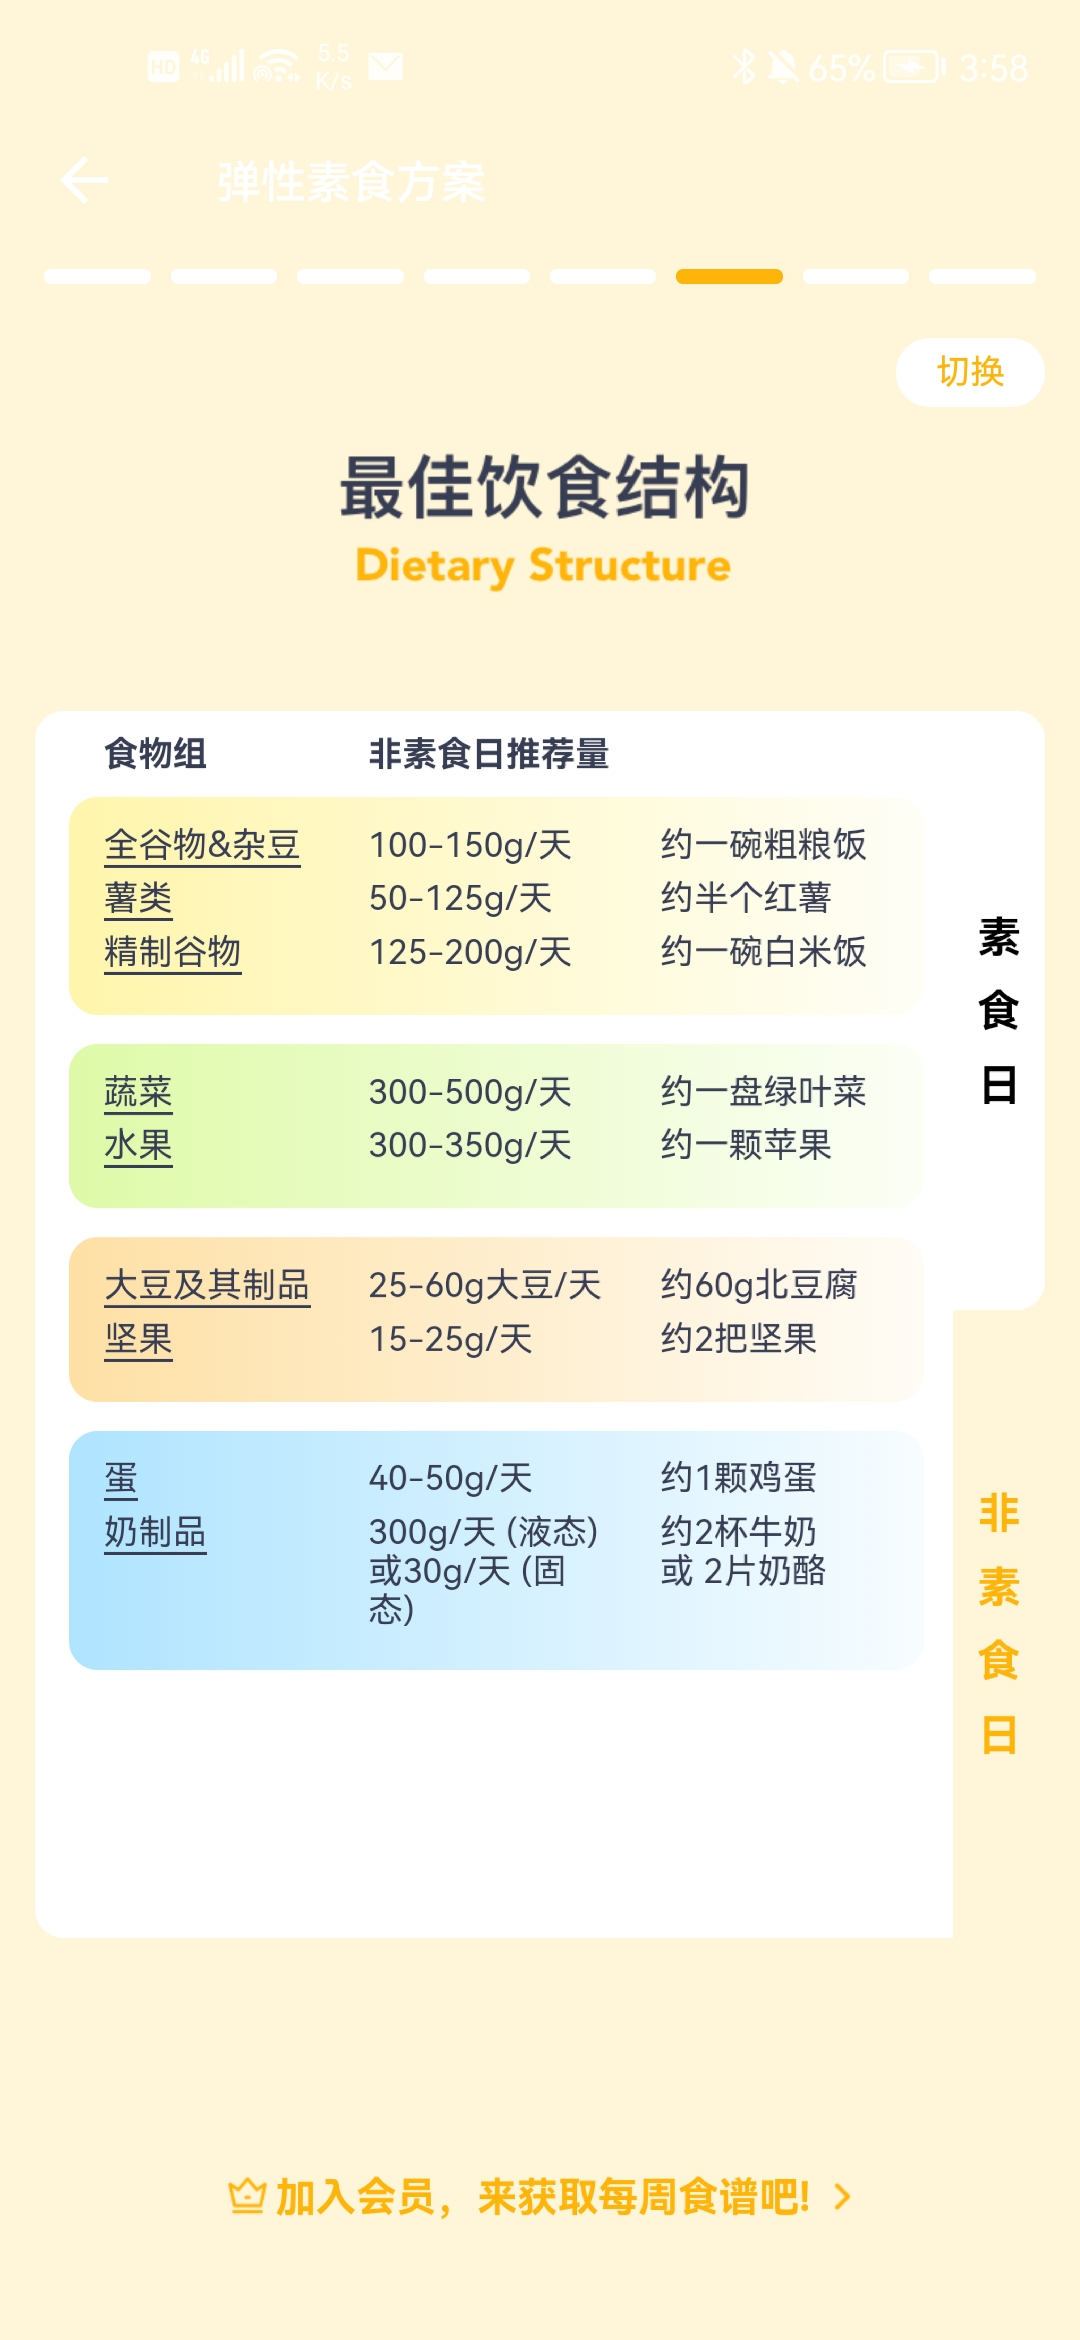 HD 4G 5.5 K/s 65% 3:58
弹性素食方案
切换
最佳饮食结构
Dietary Structure
食物组 非素食日推荐量
全谷物&杂豆 100-150g/天 约一碗粗粮饭
薯类 50-125g/天 约半个红薯
精制谷物 125-200g/天 约一碗白米饭
蔬菜 300-500g/天 约一盘绿叶菜
水果 300-350g/天 约一颗苹果
大豆及其制品 25-60g大豆/天 约60g北豆腐
坚果 15-25g/天 约2把坚果
蛋 40-50g/天 约1颗鸡蛋
奶制品 300g/天 (液态) 约2杯牛奶
或30g/天 (固 或 2片奶酪
态)
素食日
非素食日
加入会员，来获取每周食谱吧!